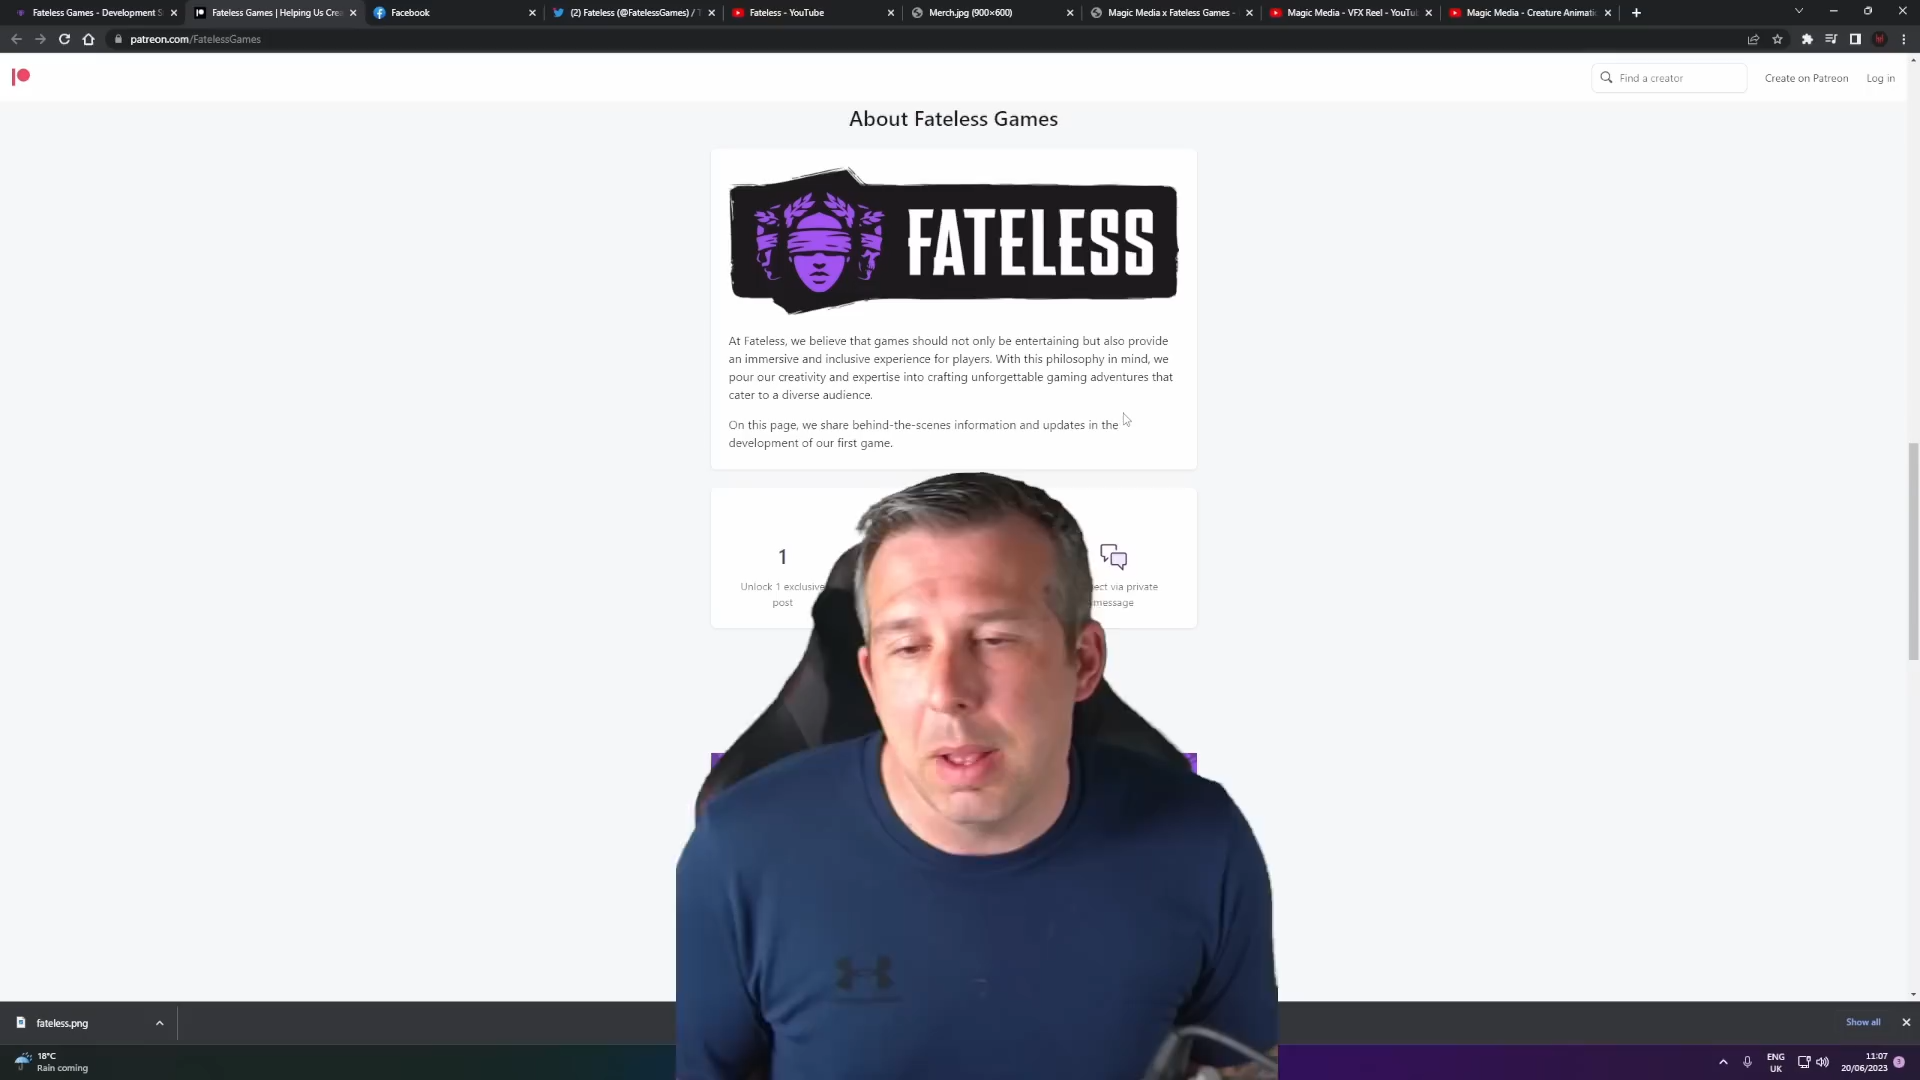 Fateless Games - Development S
Fateless Games | Helping Us Crea
Facebook
(2) Fateless (@FatelessGames) / T
Fateless - YouTube
Merch.jpg (900×600)
Magic Media x Fateless Games -
Magic Media - VFX Reel - YouTu
Magic Media - Creature Animati
patreon.com/FatelessGames
Find a creator
Create on Patreon
Log in
About Fateless Games
FATELESS
At Fateless, we believe that games should not only be entertaining but also provide
an immersive and inclusive experience for players. With this philosophy in mind, we
pour our creativity and expertise into crafting unforgettable gaming adventures that
cater to a diverse audience.
On this page, we share behind-the-scenes information and updates in the
development of our first game.
1
Unlock 1 exclusive
post
ect via private
message
fateless.png
Show all
18°C
Rain coming
ENG
UK
11:07
20/06/2023
3